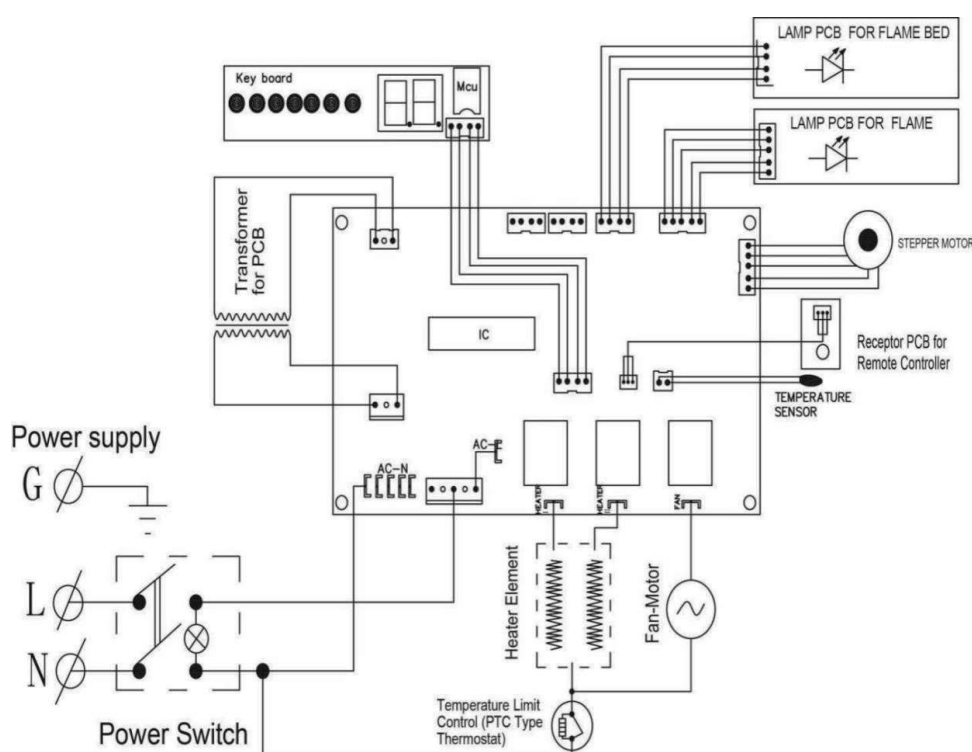 LAMP PCB FOR FLAME BED
Key board
Mcu
LAMP PCB FOR FLAME
Transformer
for PCB
STEPPER MOTOR
IC
Receptor PCB for
Remote Controller
TEMPERATURE
SENSOR
Power supply
G
AC-N
HEATER
I
HEATER
II
FAN
L
N
Heater Element
Fan-Motor
Power Switch
Temperature Limit
Control (PTC Type
Thermostat)